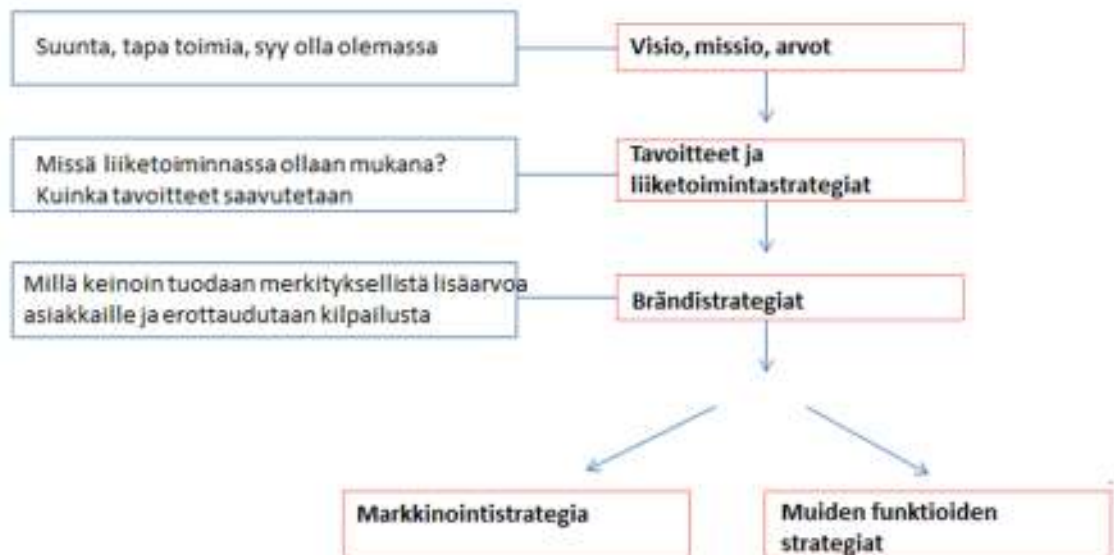 Suunta, tapa toimia, syy olla olemassa
Visio, missio, arvot
Missä liiketoiminnassa ollaan mukana?
Kuinka tavoitteet saavutetaan
Tavoitteet ja
liiketoimintastrategiat
Millä keinoin tuodaan merkityksellistä lisäarvoa
asiakkaille ja erottaudutaan kilpailusta
Brändistrategiat
Markkinointistrategia
Muiden funktioiden
strategiat